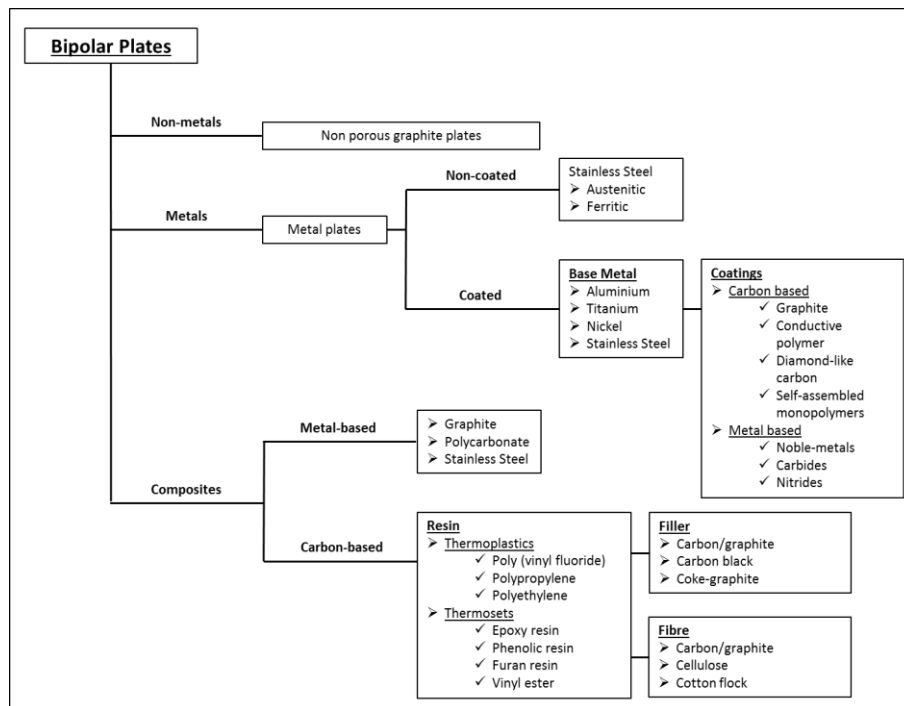 Bipolar Plates
Non-metals
Non porous graphite plates
Non-coated
Stainless Steel
➢ Austenitic
➢ Ferritic
Metals
Metal plates
Coated
Base Metal
➢ Aluminium
➢ Titanium
➢ Nickel
➢ Stainless Steel
Coatings
➢ Carbon based
✓ Graphite
✓ Conductive
polymer
✓ Diamond-like
carbon
✓ Self-assembled
monopolymers
➢ Metal based
✓ Noble-metals
✓ Carbides
✓ Nitrides
Metal-based
➢ Graphite
➢ Polycarbonate
➢ Stainless Steel
Composites
Carbon-based
Resin
➢ Thermoplastics
✓ Poly (vinyl fluoride)
✓ Polypropylene
✓ Polyethylene
➢ Thermosets
✓ Epoxy resin
✓ Phenolic resin
✓ Furan resin
✓ Vinyl ester
Filler
➢ Carbon/graphite
➢ Carbon black
➢ Coke-graphite
Fibre
➢ Carbon/graphite
➢ Cellulose
➢ Cotton flock